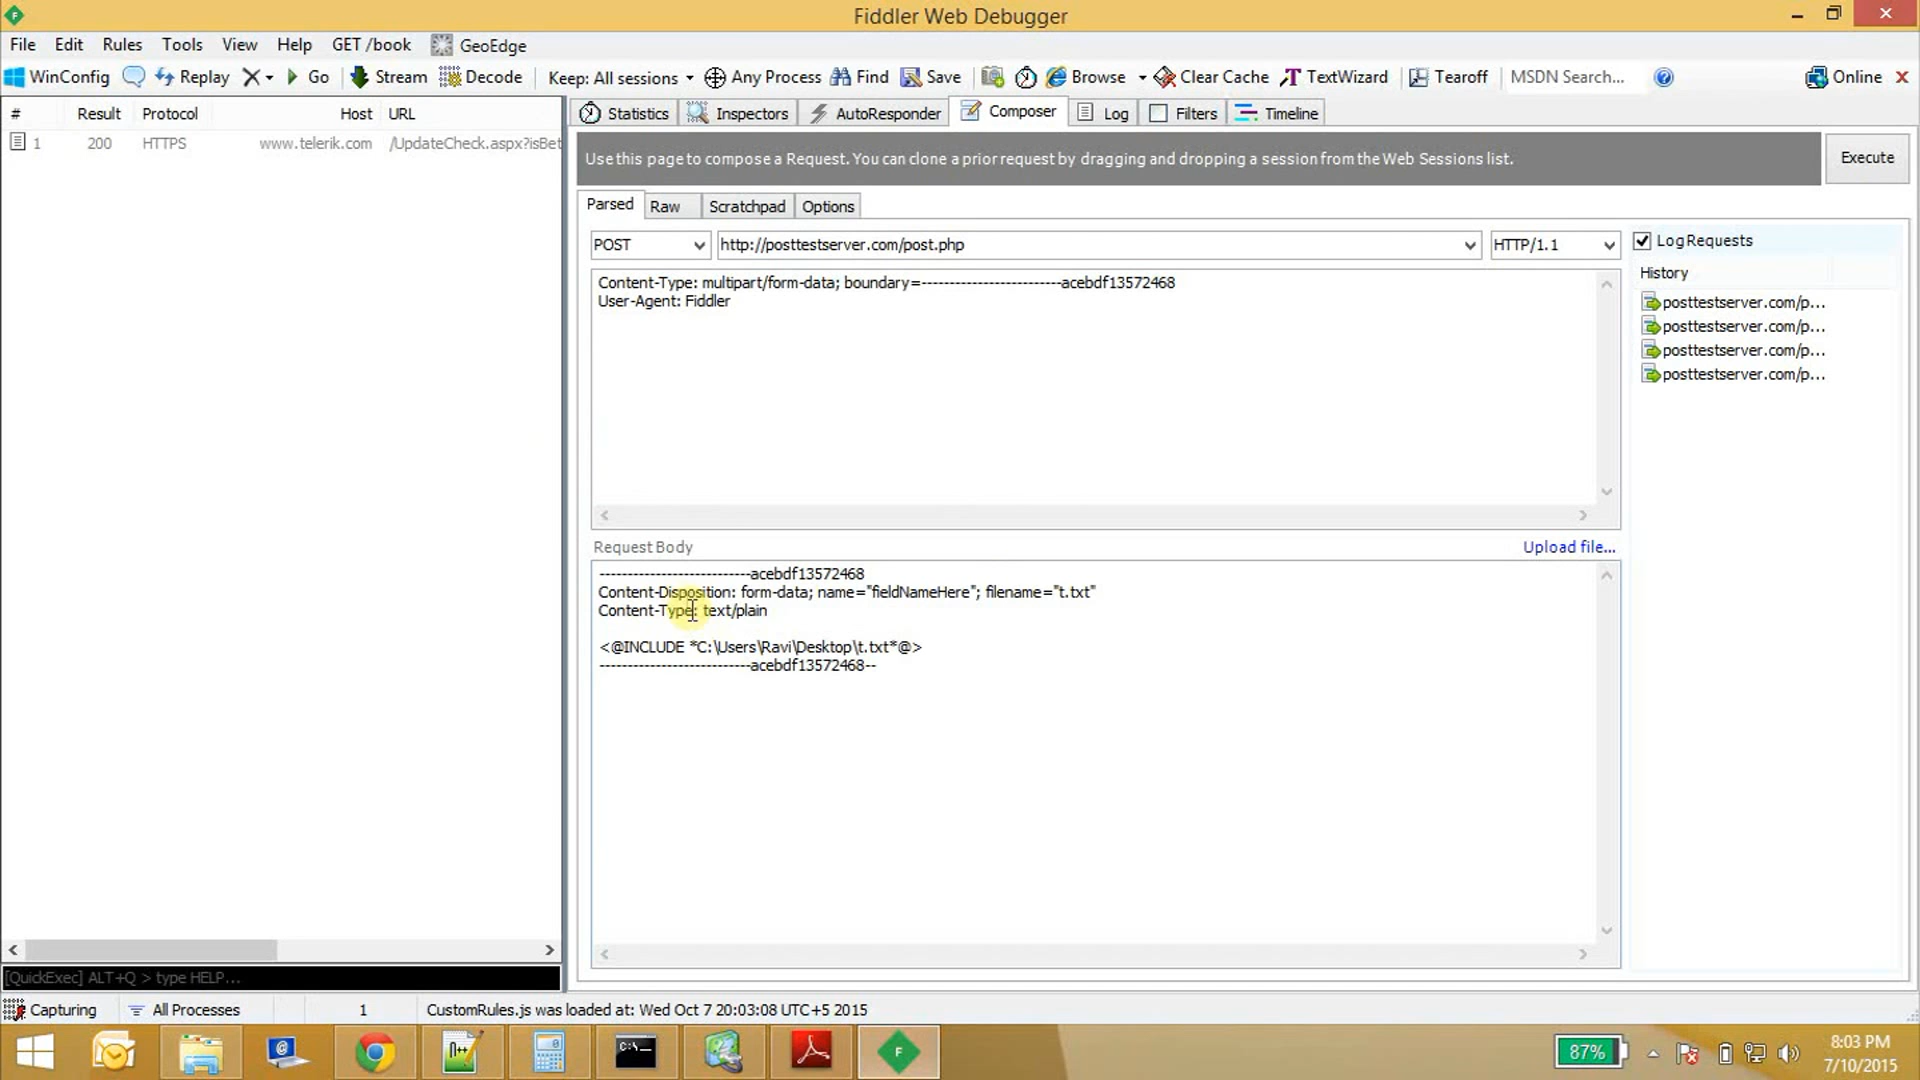 Fiddler Web Debugger
File Edit Rules Tools View Help GET /book GeoEdge
WinConfig Replay Go Stream Decode Keep: All sessions Any Process Find Save Browse Clear Cache TextWizard Tearoff MSDN Search... Online
# Result Protocol Host URL
1 200 HTTPS www.telerik.com /UpdateCheck.aspx?isBet
Statistics Inspectors AutoResponder Composer Log Filters Timeline
Use this page to compose a Request. You can clone a prior request by dragging and dropping a session from the Web Sessions list.
Execute
Parsed Raw Scratchpad Options
POST http://posttestserver.com/post.php HTTP/1.1
Log Requests
History
posttestserver.com/p...
posttestserver.com/p...
posttestserver.com/p...
posttestserver.com/p...
Content-Type: multipart/form-data; boundary=-------------------------acebdf13572468
User-Agent: Fiddler
Request Body
Upload file...
---------------------------acebdf13572468
Content-Disposition: form-data; name="fieldNameHere"; filename="t.txt"
Content-Type: text/plain
<@INCLUDE *C:\Users\Ravi\Desktop\t.txt*@>
---------------------------acebdf13572468--
[QuickExec] ALT+Q > type HELP...
Capturing All Processes 1 CustomRules.js was loaded at: Wed Oct 7 20:03:08 UTC+5 2015
87%
8:03 PM
7/10/2015